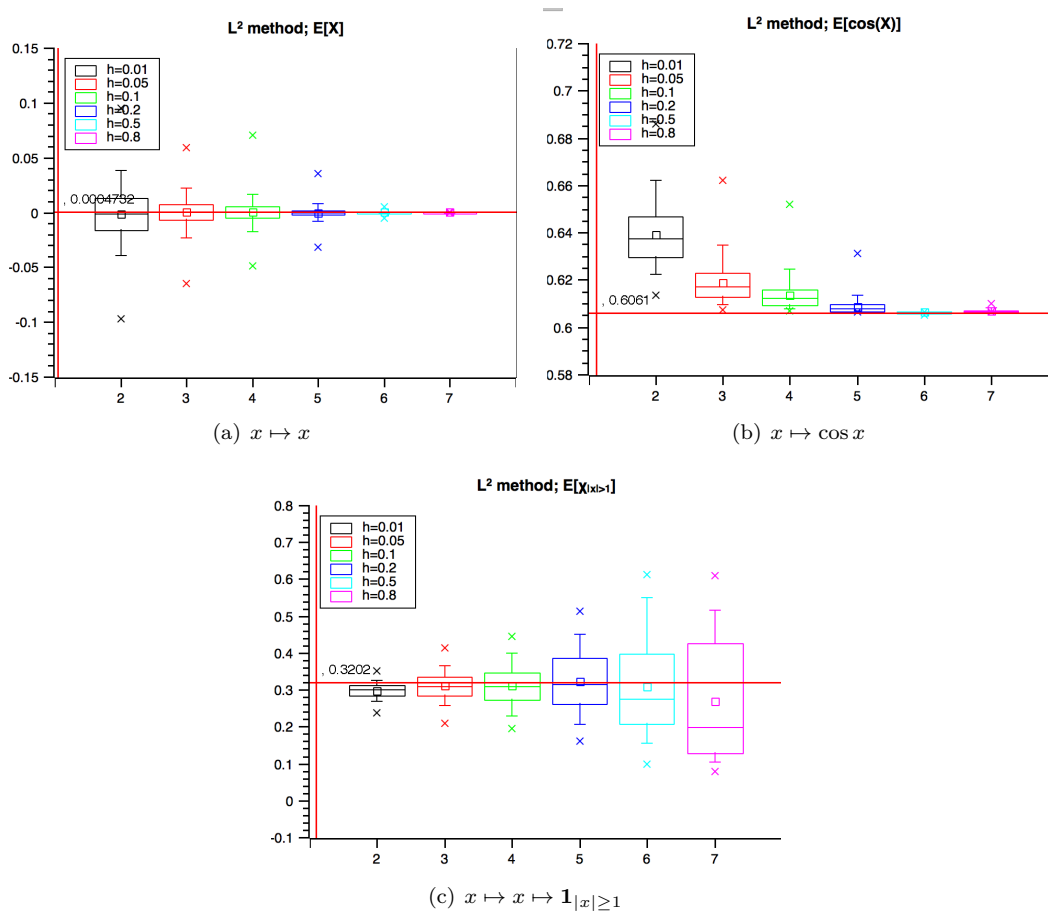 L² method; E[X]
0.15
0.1
0.05
0
-0.05
-0.1
-0.15
h=0.01
h=0.05
h=0.1
h=0.2
h=0.5
h=0.8
, 0.0004732
2 3 4 5 6 7
(a) x ↦ x
L² method; E[cos(X)]
0.72
0.7
0.68
0.66
0.64
0.62
0.6
0.58
h=0.01
h=0.05
h=0.1
h=0.2
h=0.5
h=0.8
, 0.6061
2 3 4 5 6 7
(b) x ↦ cos x
L² method; E[χ|x|>1]
0.8
0.7
0.6
0.5
0.4
0.3
0.2
0.1
0
-0.1
h=0.01
h=0.05
h=0.1
h=0.2
h=0.5
h=0.8
, 0.3202
2 3 4 5 6 7
(c) x ↦ x ↦ 1|x|≥1